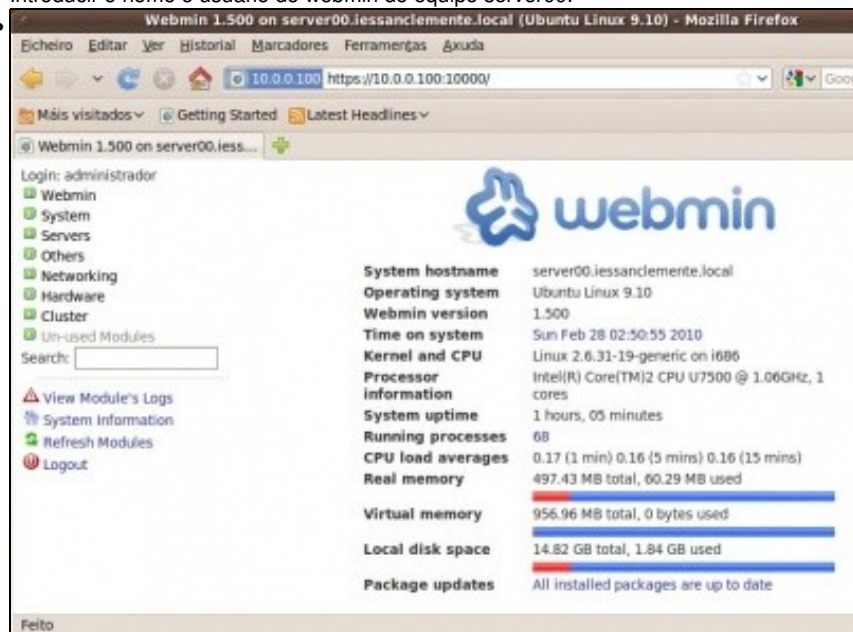 introducir o nome e usuario do webmin do equipo server00.
Webmin 1.500 on server00.iessanclemente.local (Ubuntu Linux 9.10) - Mozilla Firefox
Ficheiro Editar Ver Historial Marcadores Ferramentas Axuda
10.0.0.100 https://10.0.0.100:10000/ Goo
Máis visitados Getting Started Latest Headlines
Webmin 1.500 on server00.iess...
Login: administrador
Webmin
System
Servers
Others
Networking
Hardware
Cluster
Un-used Modules
Search:
View Module's Logs
System Information
Refresh Modules
Logout
webmin
System hostname server00.iessanclemente.local
Operating system Ubuntu Linux 9.10
Webmin version 1.500
Time on system Sun Feb 28 02:50:55 2010
Kernel and CPU Linux 2.6.31-19-generic on i686
Processor information Intel(R) Core(TM)2 CPU U7500 @ 1.06GHz, 1 cores
System uptime 1 hours, 05 minutes
Running processes 68
CPU load averages 0.17 (1 min) 0.16 (5 mins) 0.16 (15 mins)
Real memory 497.43 MB total, 60.29 MB used
Virtual memory 956.96 MB total, 0 bytes used
Local disk space 14.82 GB total, 1.84 GB used
Package updates All installed packages are up to date
Feito